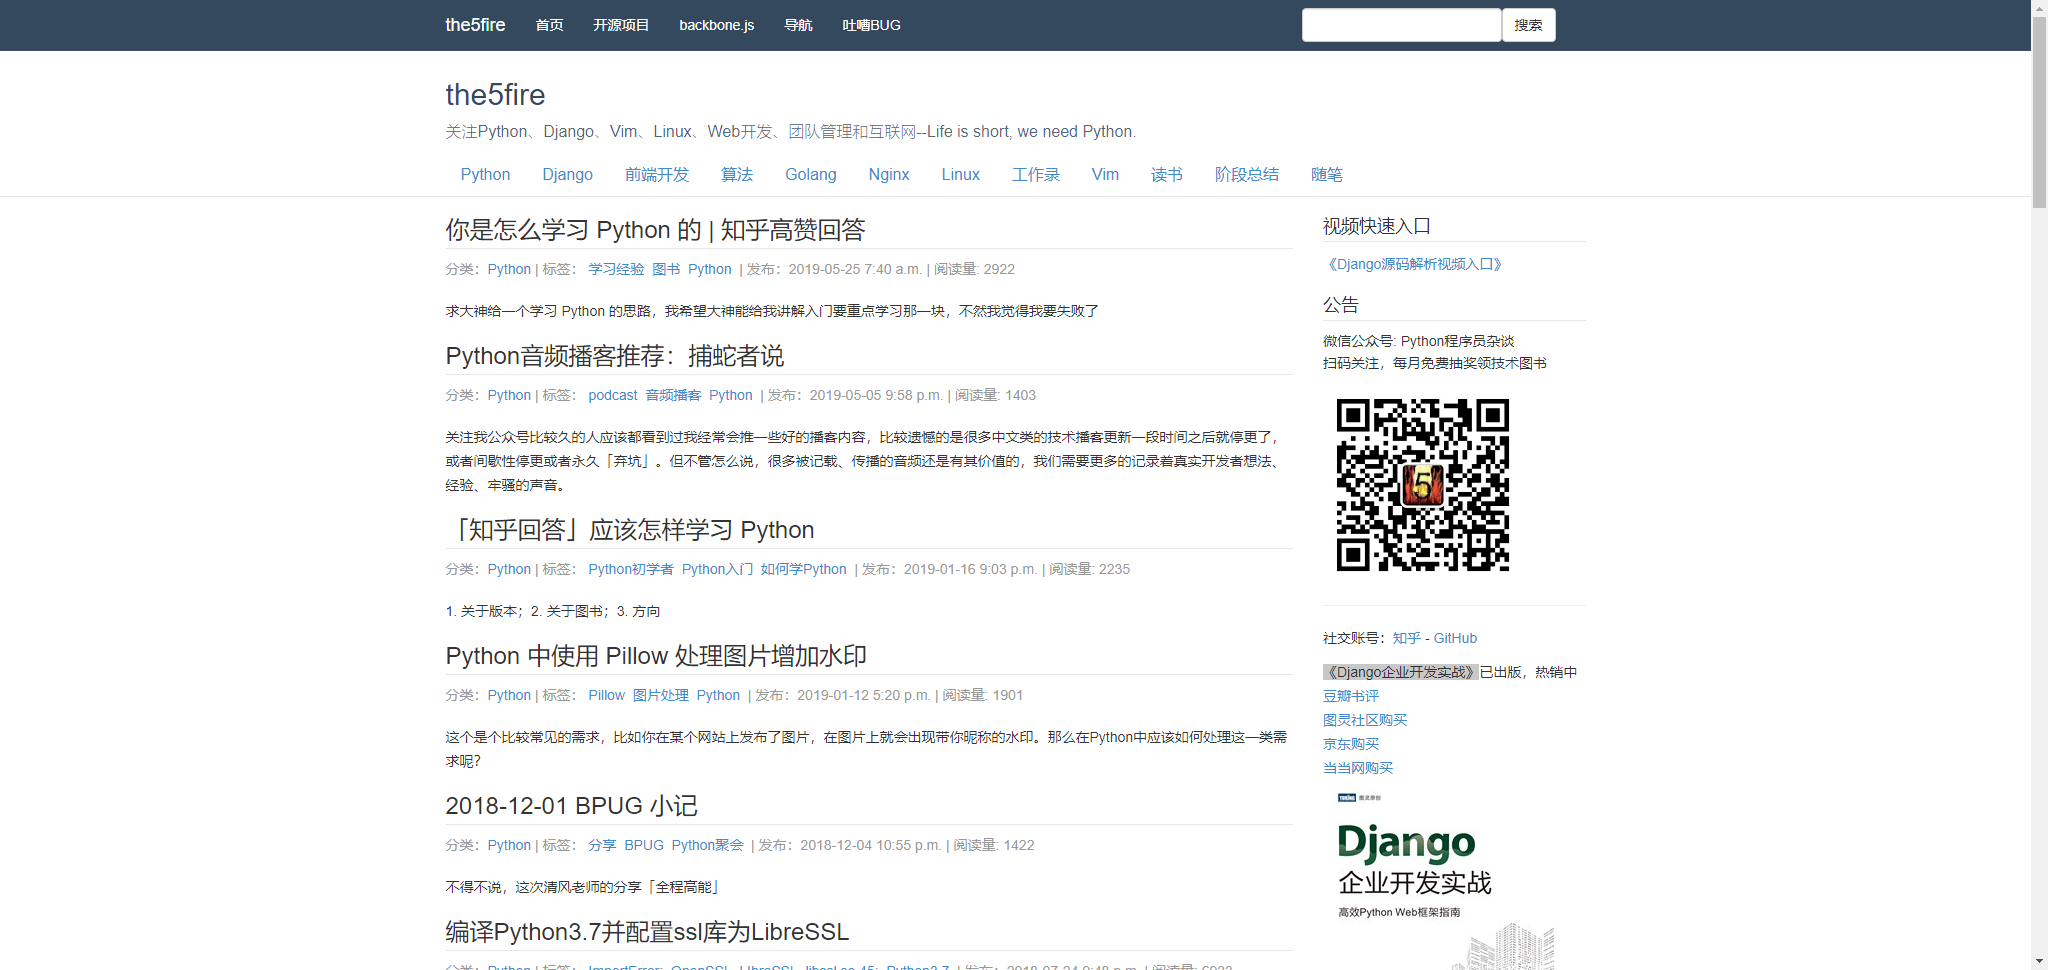 the5fire 首页 开源项目 backbone.js 导航 吐嘈BUG 搜索
the5fire
关注Python、Django、Vim、Linux、Web开发、团队管理和互联网--Life is short, we need Python.
Python Django 前端开发 算法 Golang Nginx Linux 工作录 Vim 读书 阶段总结 随笔
你是怎么学习 Python 的 | 知乎高赞回答
分类：Python | 标签： 学习经验 图书 Python | 发布：2019-05-25 7:40 a.m. | 阅读量: 2922
求大神给一个学习 Python 的思路，我希望大神能给我讲解入门要重点学习那一块，不然我觉得我要失败了
Python音频播客推荐：捕蛇者说
分类：Python | 标签： podcast 音频播客 Python | 发布：2019-05-05 9:58 p.m. | 阅读量: 1403
关注我公众号比较久的人应该都看到过我经常会推一些好的播客内容，比较遗憾的是很多中文类的技术播客更新一段时间之后就停更了，
或者间歇性停更或者永久「弃坑」。但不管怎么说，很多被记载、传播的音频还是有其价值的，我们需要更多的记录着真实开发者想法、
经验、牢骚的声音。
「知乎回答」应该怎样学习 Python
分类：Python | 标签： Python初学者 Python入门 如何学Python | 发布：2019-01-16 9:03 p.m. | 阅读量: 2235
1. 关于版本；2. 关于图书；3. 方向
Python 中使用 Pillow 处理图片增加水印
分类：Python | 标签： Pillow 图片处理 Python | 发布：2019-01-12 5:20 p.m. | 阅读量: 1901
这个是个比较常见的需求，比如你在某个网站上发布了图片，在图片上就会出现带你昵称的水印。那么在Python中应该如何处理这一类需
求呢？
2018-12-01 BPUG 小记
分类：Python | 标签： 分享 BPUG Python聚会 | 发布：2018-12-04 10:55 p.m. | 阅读量: 1422
不得不说，这次清风老师的分享「全程高能」
编译Python3.7并配置ssl库为LibreSSL
视频快速入口
《Django源码解析视频入口》
公告
微信公众号: Python程序员杂谈
扫码关注，每月免费抽奖领技术图书
5
社交账号：知乎 - GitHub
《Django企业开发实战》已出版，热销中
豆瓣书评
图灵社区购买
京东购买
当当网购买
TURING 图灵原创
Django
企业开发实战
高效Python Web框架指南